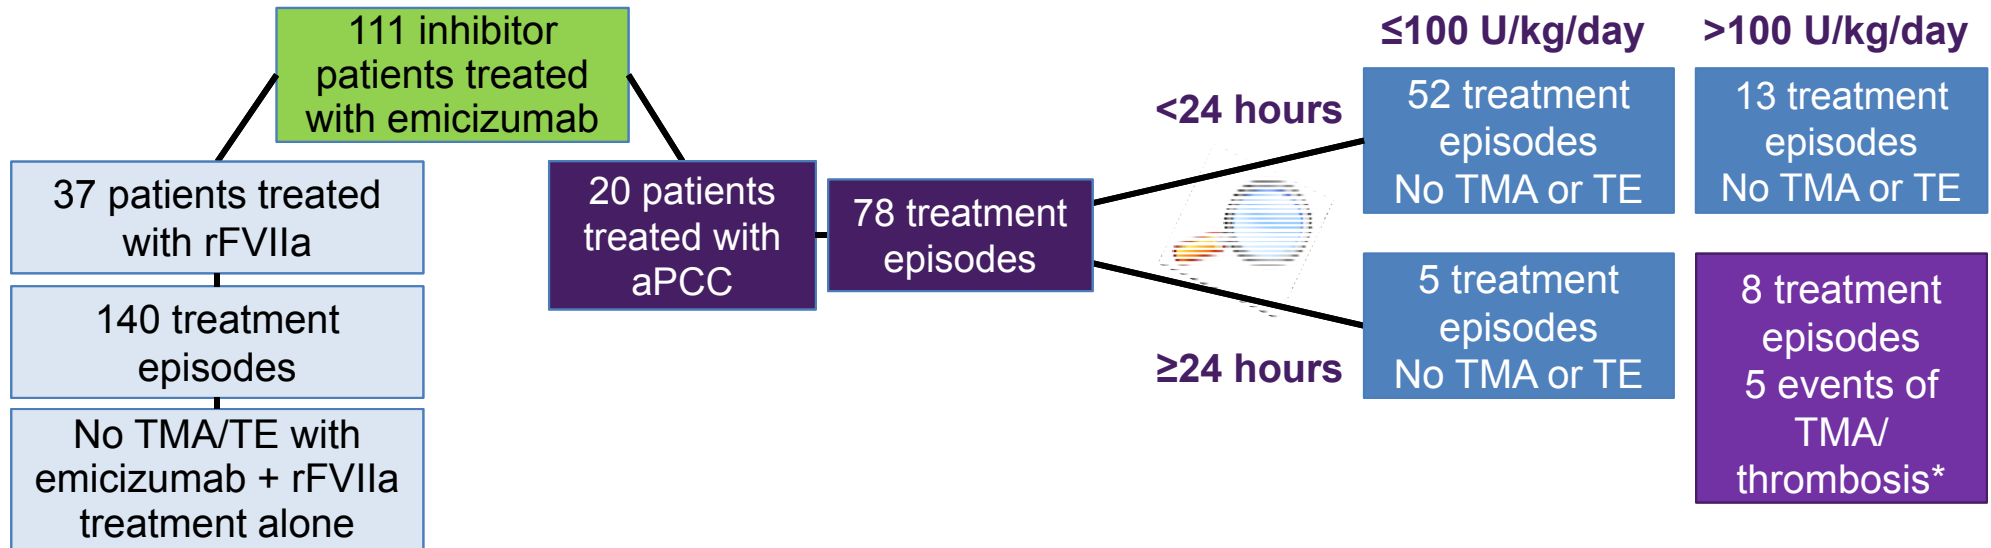 111 inhibitor
patients treated
with emicizumab
37 patients treated
with rFVIIa
140 treatment
episodes
No TMA/TE with
emicizumab + rFVIIa
treatment alone
20 patients
treated with
aPCC
78 treatment
episodes
<24 hours
≥24 hours
≤100 U/kg/day
>100 U/kg/day
52 treatment
episodes
No TMA or TE
13 treatment
episodes
No TMA or TE
5 treatment
episodes
No TMA or TE
8 treatment
episodes
5 events of
TMA/
thrombosis*